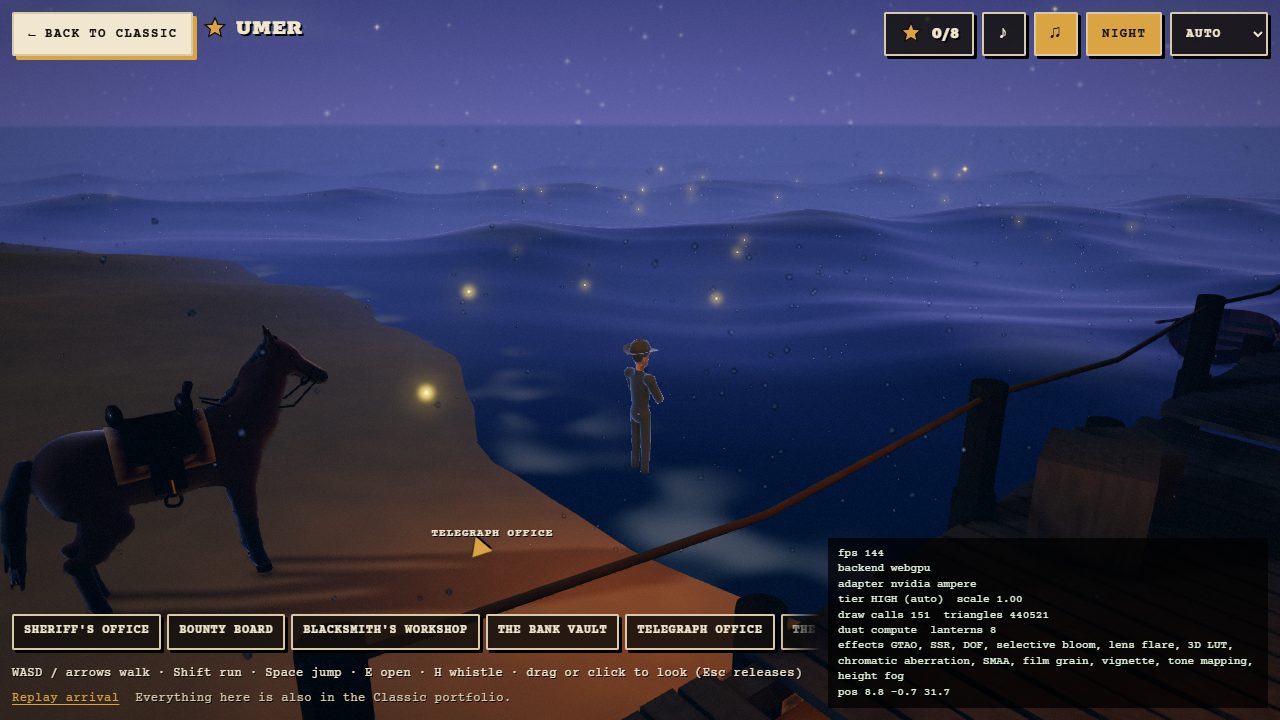 ← BACK TO CLASSIC
UMER
0/8
NIGHT
AUTO
TELEGRAPH OFFICE
SHERIFF'S OFFICE
BOUNTY BOARD
BLACKSMITH'S WORKSHOP
THE BANK VAULT
TELEGRAPH OFFICE
THE
WASD / arrows walk · Shift run · Space jump · E open · H whistle · drag or click to look (Esc releases)
Replay arrival Everything here is also in the Classic portfolio.
fps 144
backend webgpu
adapter nvidia ampere
tier HIGH (auto) scale 1.00
draw calls 151 triangles 440521
dust compute lanterns 8
effects GTAO, SSR, DOF, selective bloom, lens flare, 3D LUT,
chromatic aberration, SMAA, film grain, vignette, tone mapping,
height fog
pos 8.8 -0.7 31.7